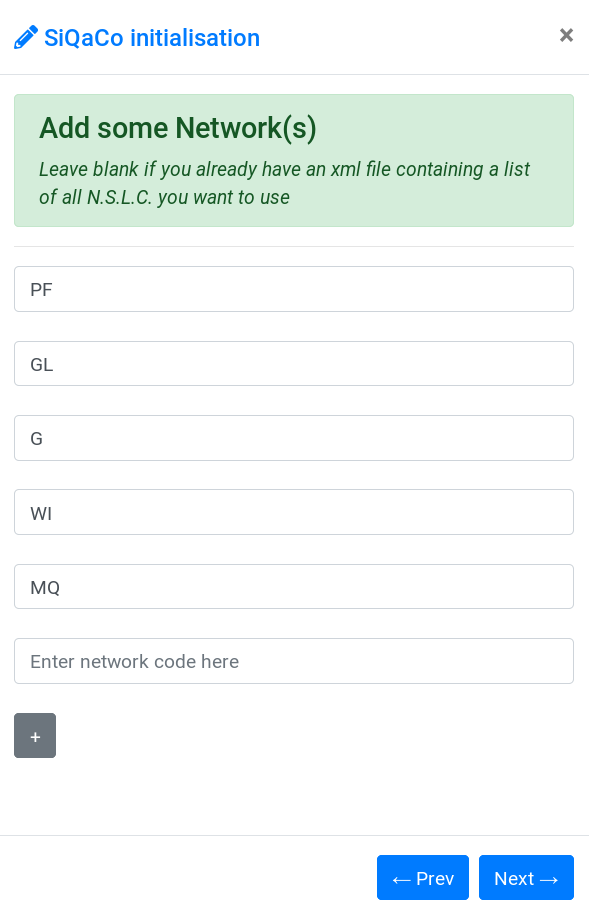 SiQaCo initialisation ×
Add some Network(s)
Leave blank if you already have an xml file containing a list
of all N.S.L.C. you want to use
PF
GL
G
WI
MQ
Enter network code here
+
← Prev Next →